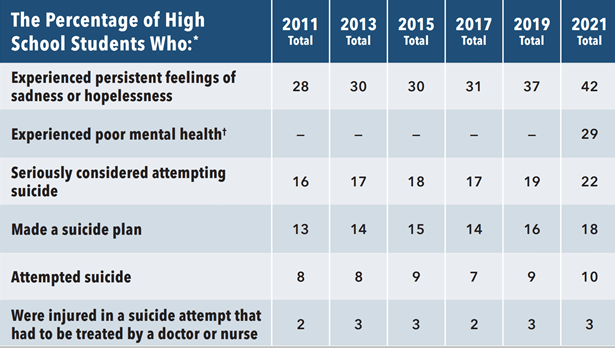 The Percentage of High School Students Who:* 2011 Total 2013 Total 2015 Total 2017 Total 2019 Total 2021 Total
Experienced persistent feelings of sadness or hopelessness 28 30 30 31 37 42
Experienced poor mental health† – – – – – 29
Seriously considered attempting suicide 16 17 18 17 19 22
Made a suicide plan 13 14 15 14 16 18
Attempted suicide 8 8 9 7 9 10
Were injured in a suicide attempt that had to be treated by a doctor or nurse 2 3 3 2 3 3